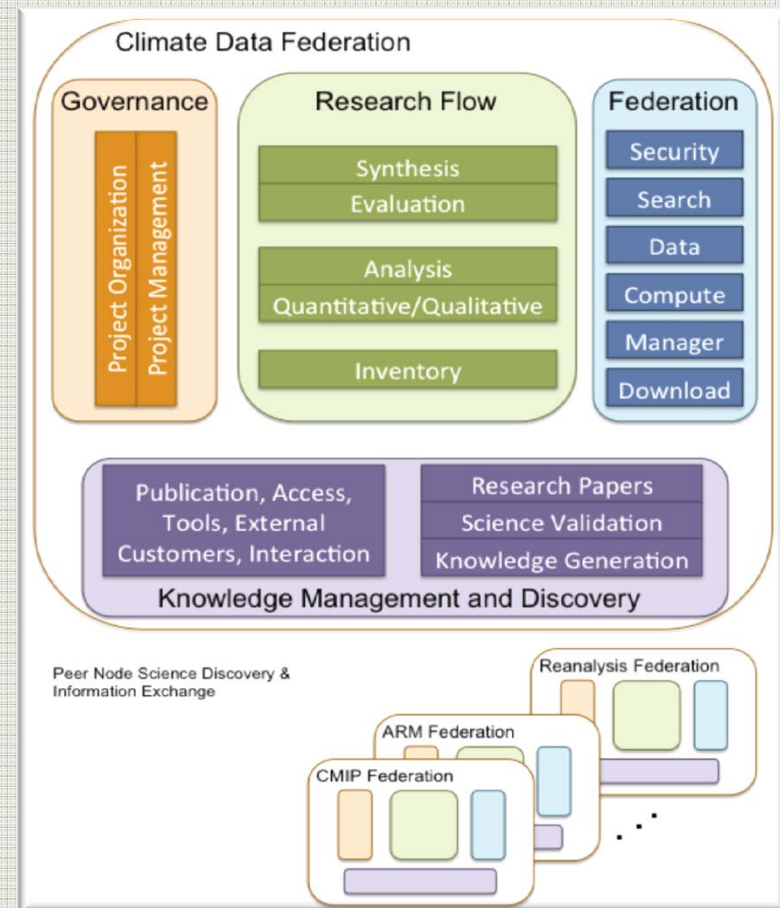 Climate Data Federation
Governance
Project Organization
Project Management
Research Flow
Synthesis
Evaluation
Analysis
Quantitative/Qualitative
Inventory
Federation
Security
Search
Data
Compute
Manager
Download
Publication, Access,
Tools, External
Customers, Interaction
Research Papers
Science Validation
Knowledge Generation
Knowledge Management and Discovery
Peer Node Science Discovery &
Information Exchange
Reanalysis Federation
ARM Federation
CMIP Federation